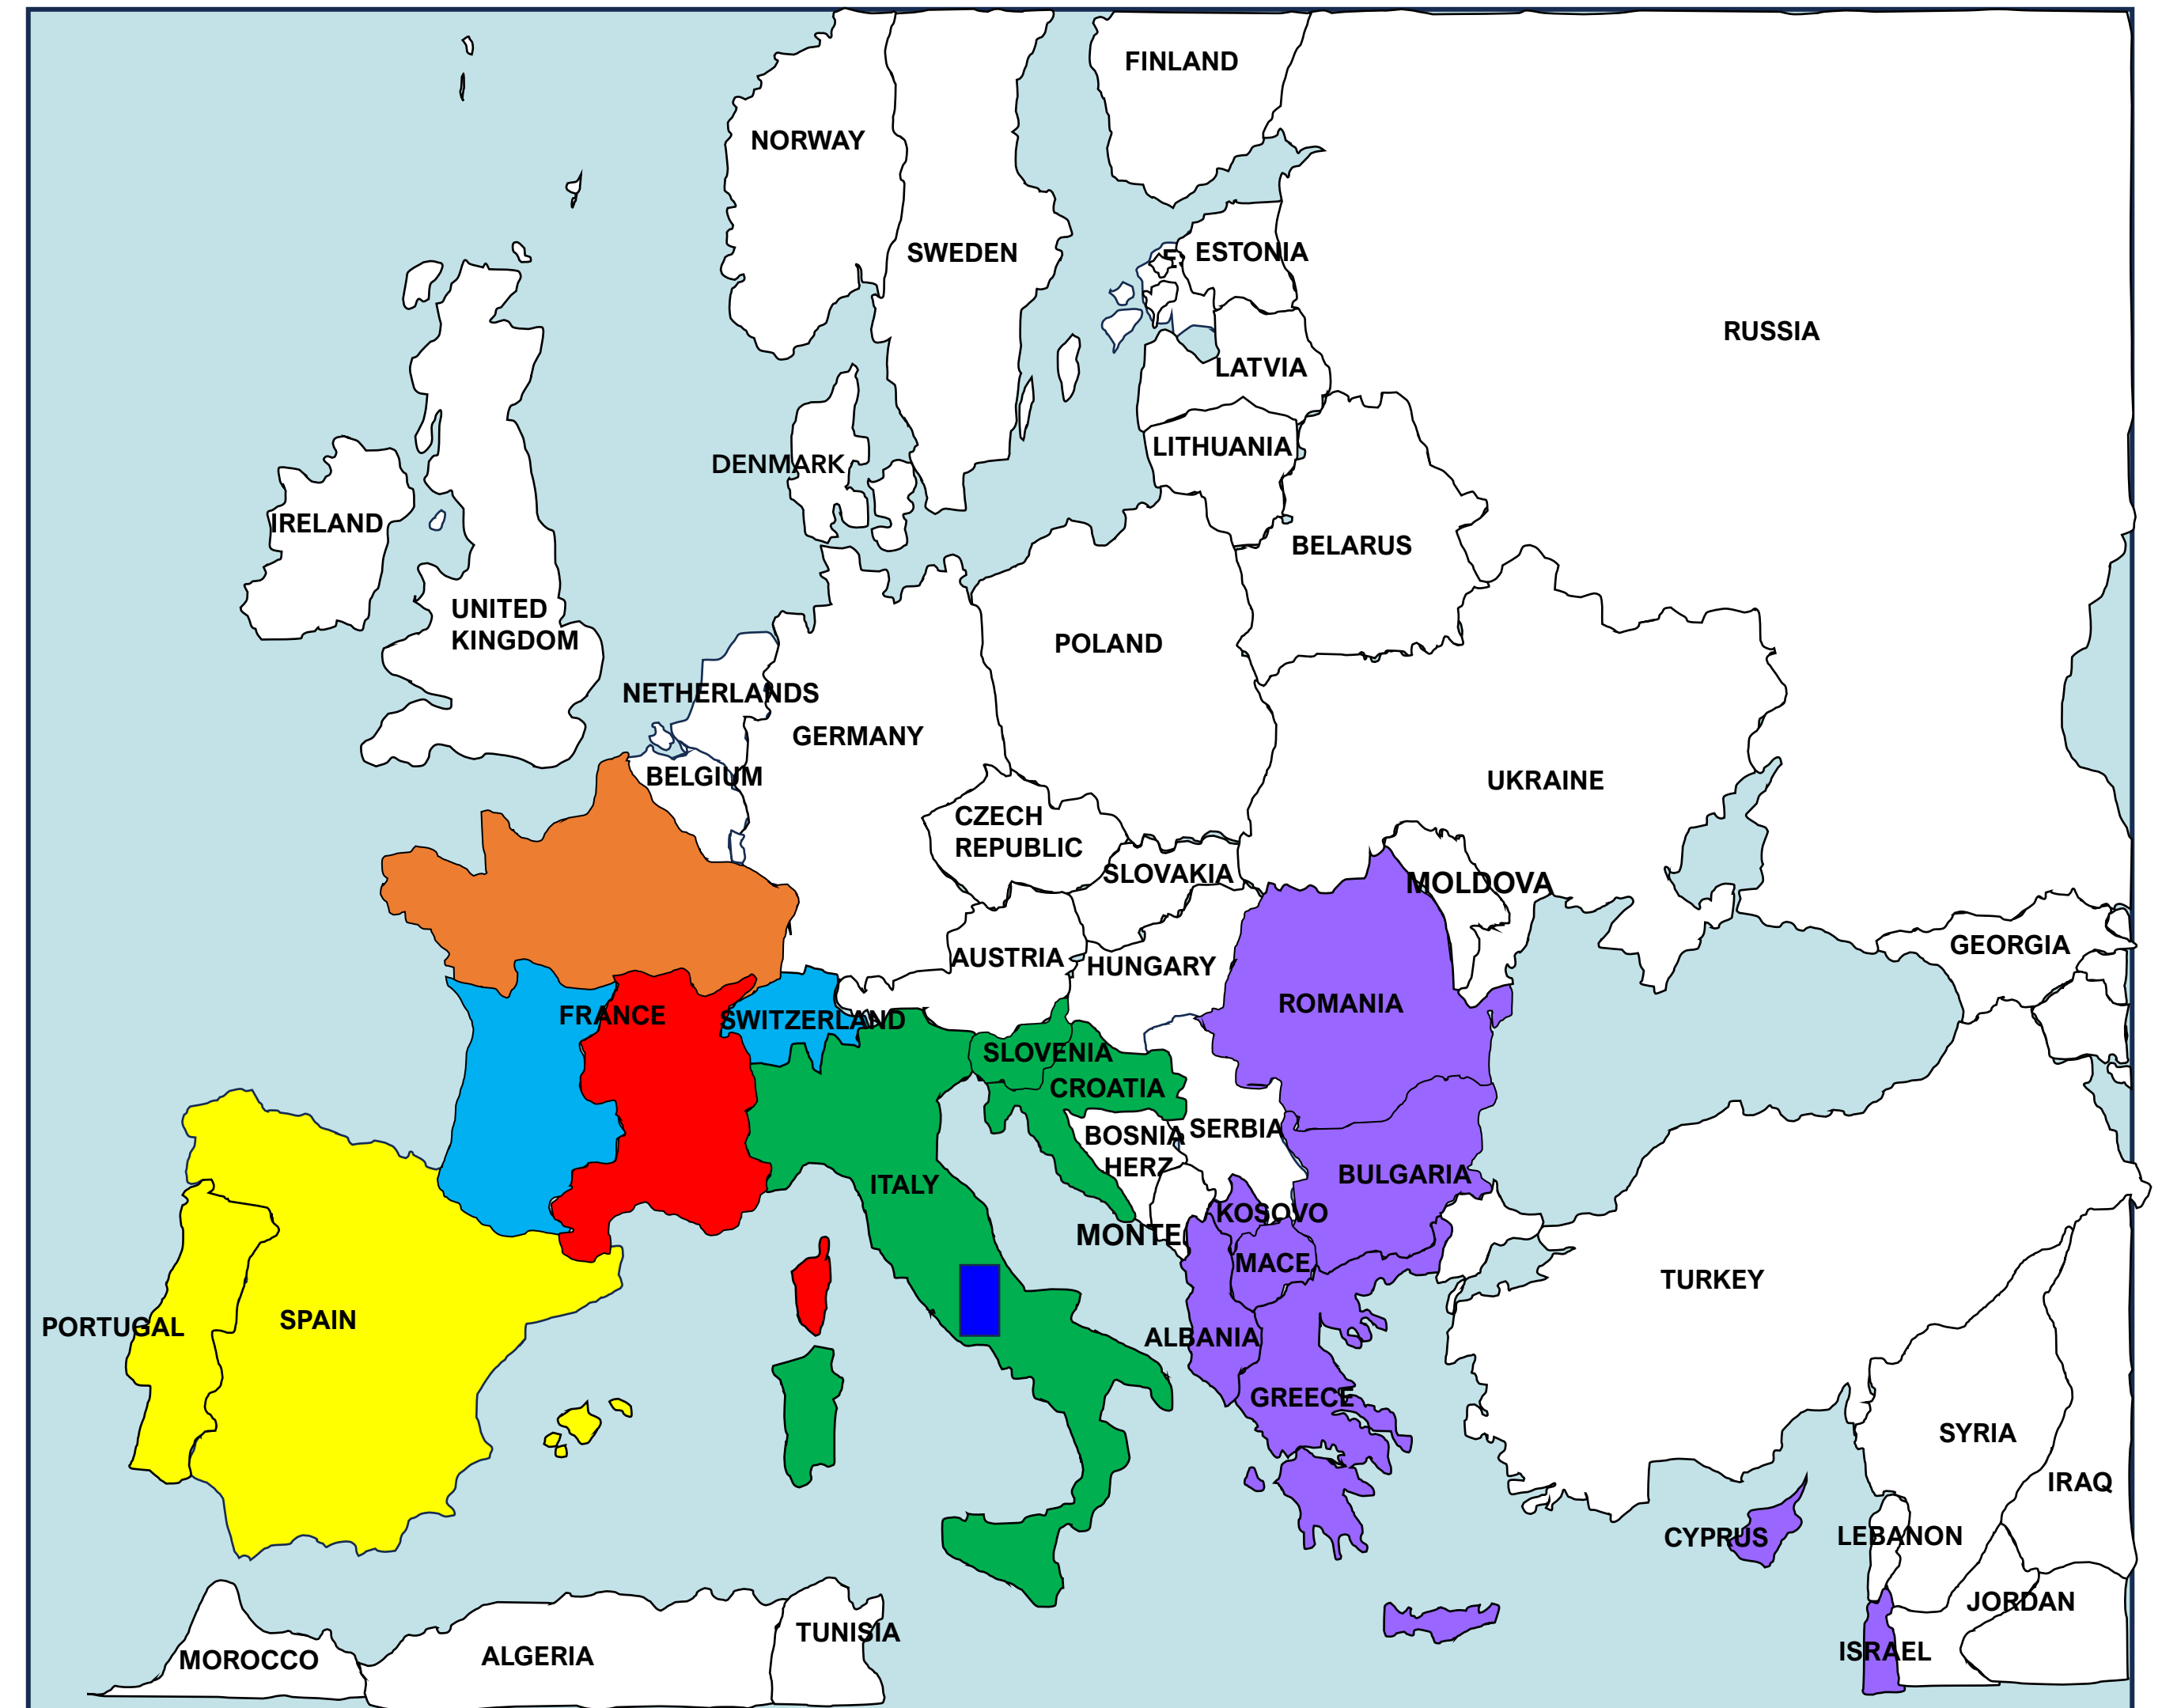 FINLAND
NORWAY
SWEDEN
ESTONIA
RUSSIA
LATVIA
LITHUANIA
DENMARK
IRELAND
BELARUS
UNITED
KINGDOM
POLAND
NETHERLANDS
GERMANY
BELGIUM
UKRAINE
CZECH
REPUBLIC
SLOVAKIA
MOLDOVA
GEORGIA
AUSTRIA
HUNGARY
ROMANIA
FRANCE
SWITZERLAND
SLOVENIA
CROATIA
SERBIA
BOSNIA
HERZ
BULGARIA
ITALY
KOSOVO
MONTE
MACE
TURKEY
SPAIN
PORTUGAL
ALBANIA
GREECE
SYRIA
IRAQ
CYPRUS
LEBANON
JORDAN
TUNISIA
ISRAEL
ALGERIA
MOROCCO